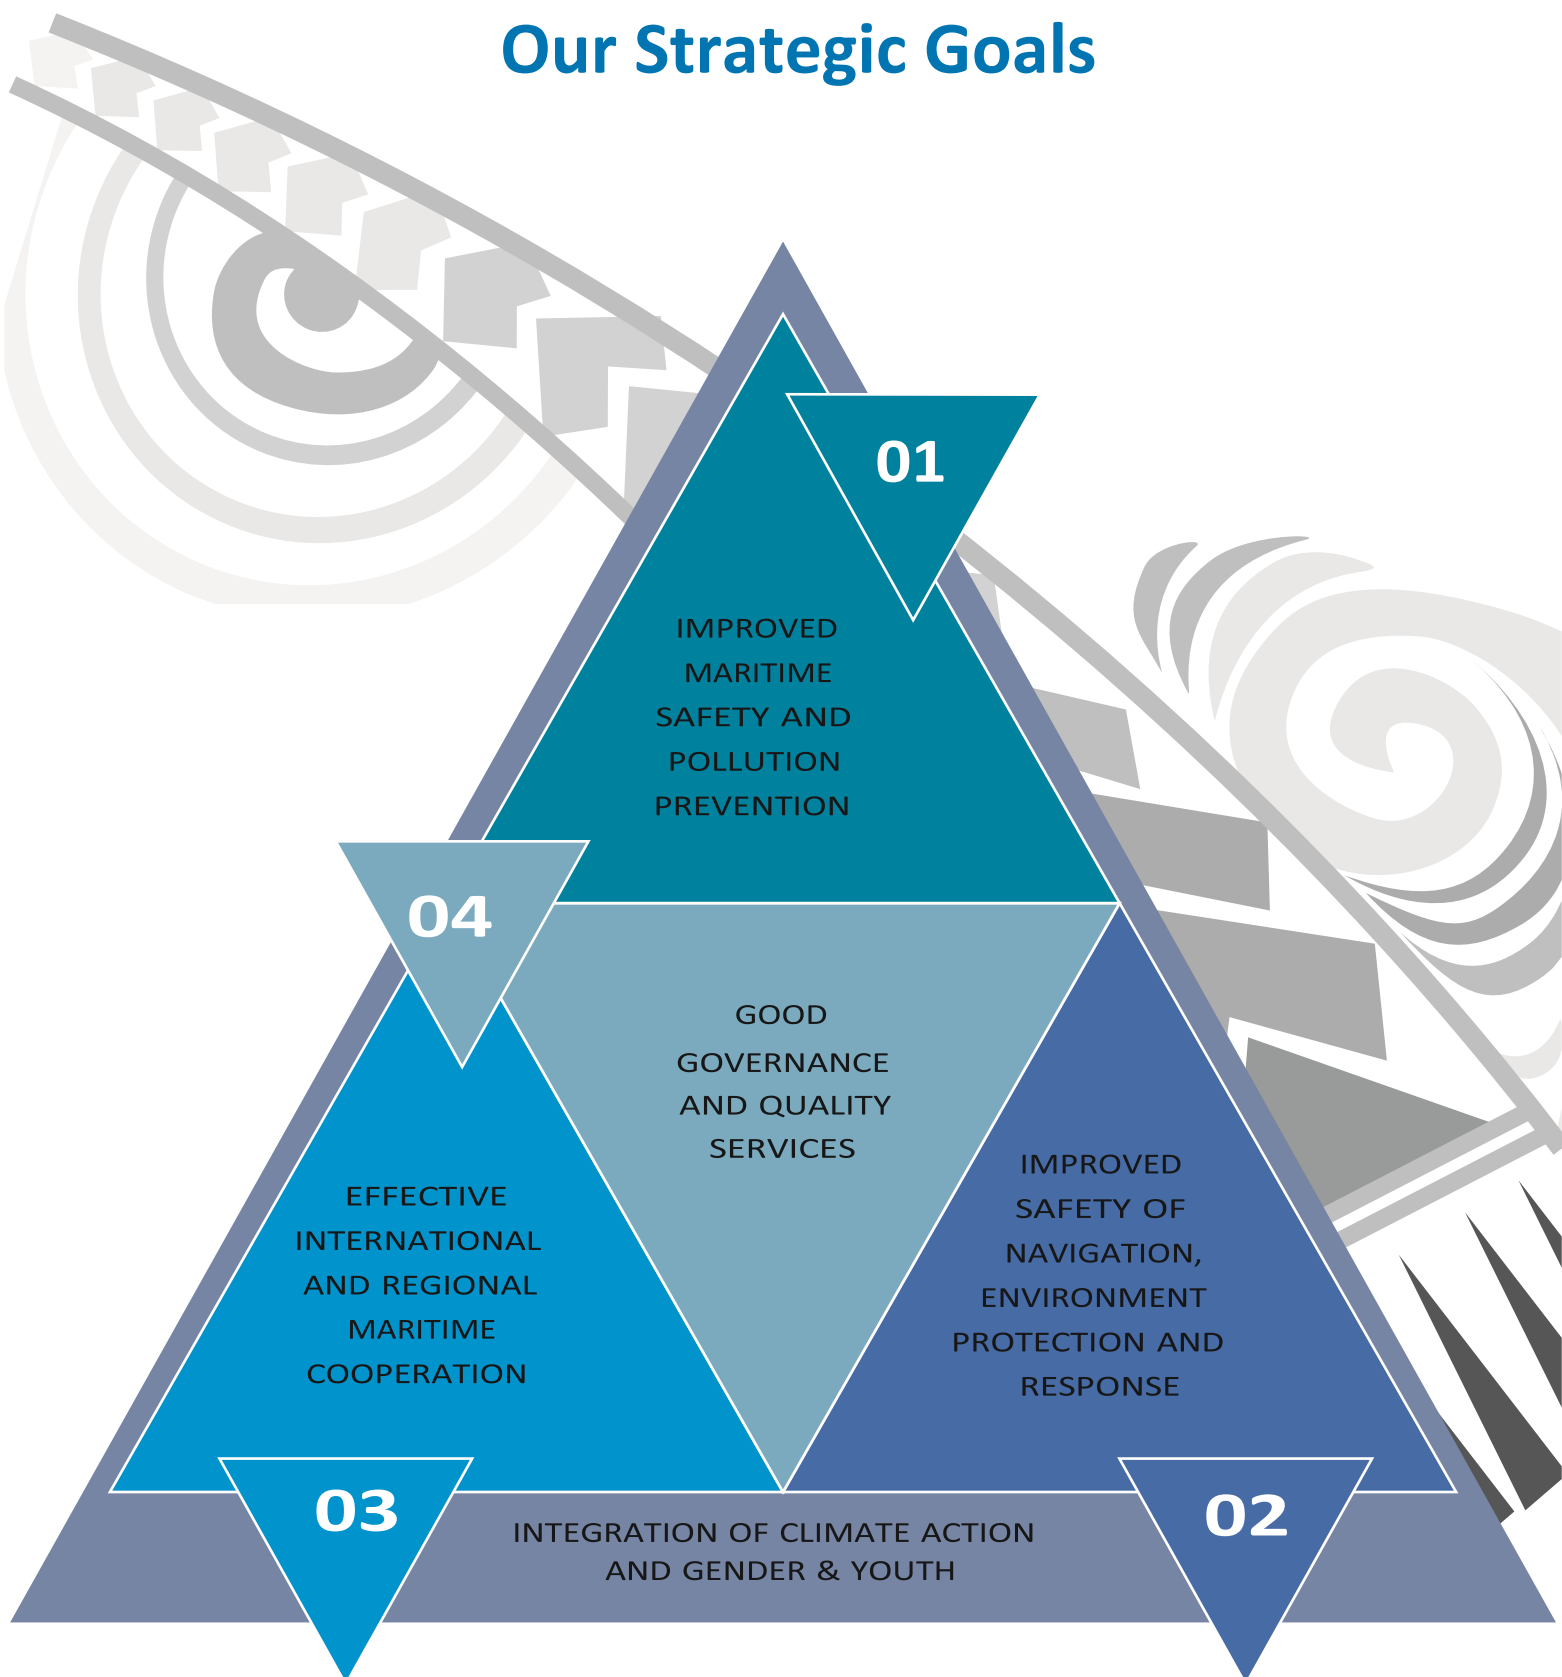 Our Strategic Goals
01
IMPROVED
MARITIME
SAFETY AND
POLLUTION
PREVENTION
04
GOOD
GOVERNANCE
AND QUALITY
SERVICES
EFFECTIVE
INTERNATIONAL
AND REGIONAL
MARITIME
COOPERATION
IMPROVED
SAFETY OF
NAVIGATION,
ENVIRONMENT
PROTECTION AND
RESPONSE
03
02
INTEGRATION OF CLIMATE ACTION
AND GENDER & YOUTH